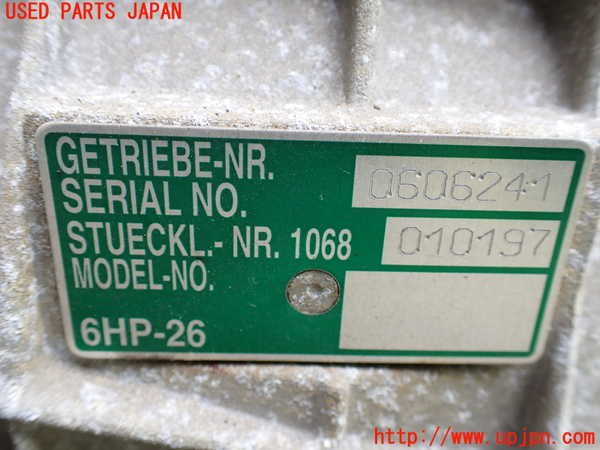 USED PARTS JAPAN
GETRIEBE-NR.
SERIAL NO. 0606241
STUECKL.- NR. 1068 010197
MODEL-NO.
6HP-26
http://www.upjpn.com/